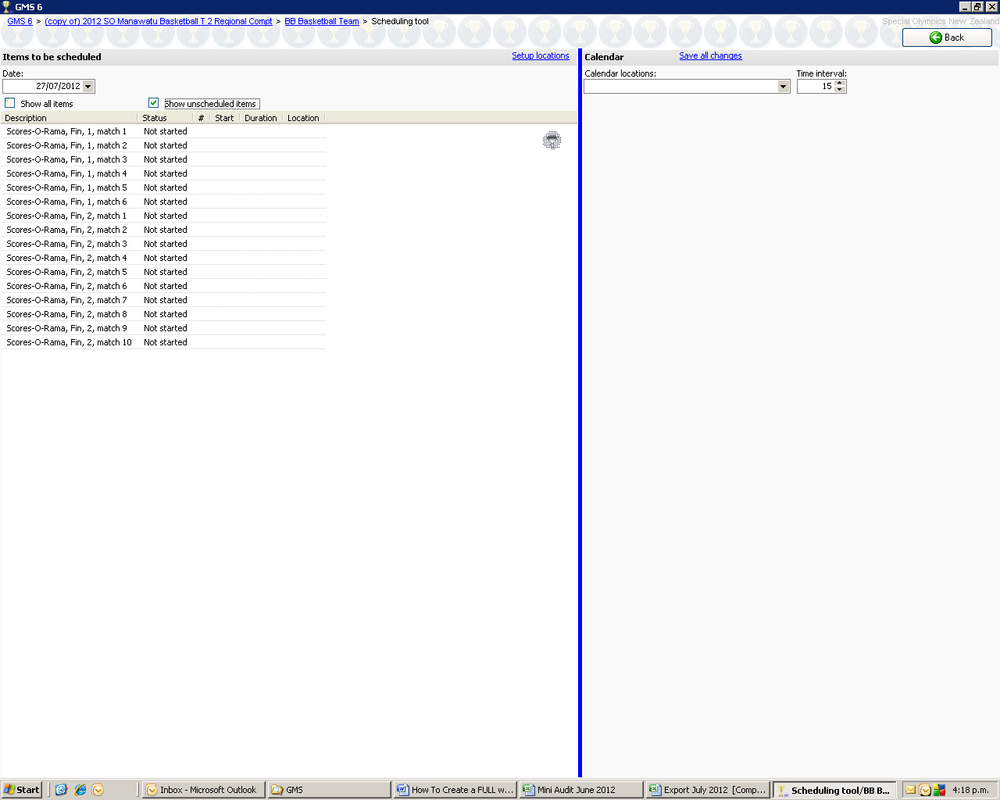 GMS 6
GMS 6 > (copy of) 2012 SO Manawatu Basketball T 2 Regional Compt > BB Basketball Team > Scheduling tool
Special Olympics New Zealand
Back
Items to be scheduled
Setup locations
Calendar
Save all changes
Date:
27/07/2012
Calendar locations:
Time interval:
15
Show all items
Show unscheduled items
Description Status # Start Duration Location
Scores-O-Rama, Fin, 1, match 1 Not started
Scores-O-Rama, Fin, 1, match 2 Not started
Scores-O-Rama, Fin, 1, match 3 Not started
Scores-O-Rama, Fin, 1, match 4 Not started
Scores-O-Rama, Fin, 1, match 5 Not started
Scores-O-Rama, Fin, 1, match 6 Not started
Scores-O-Rama, Fin, 2, match 1 Not started
Scores-O-Rama, Fin, 2, match 2 Not started
Scores-O-Rama, Fin, 2, match 3 Not started
Scores-O-Rama, Fin, 2, match 4 Not started
Scores-O-Rama, Fin, 2, match 5 Not started
Scores-O-Rama, Fin, 2, match 6 Not started
Scores-O-Rama, Fin, 2, match 7 Not started
Scores-O-Rama, Fin, 2, match 8 Not started
Scores-O-Rama, Fin, 2, match 9 Not started
Scores-O-Rama, Fin, 2, match 10 Not started
Start Inbox - Microsoft Outlook GMS How To Create a FULL w... Mini Audit June 2012 Export July 2012 [Comp... Scheduling tool/BB B... 4:18 p.m.